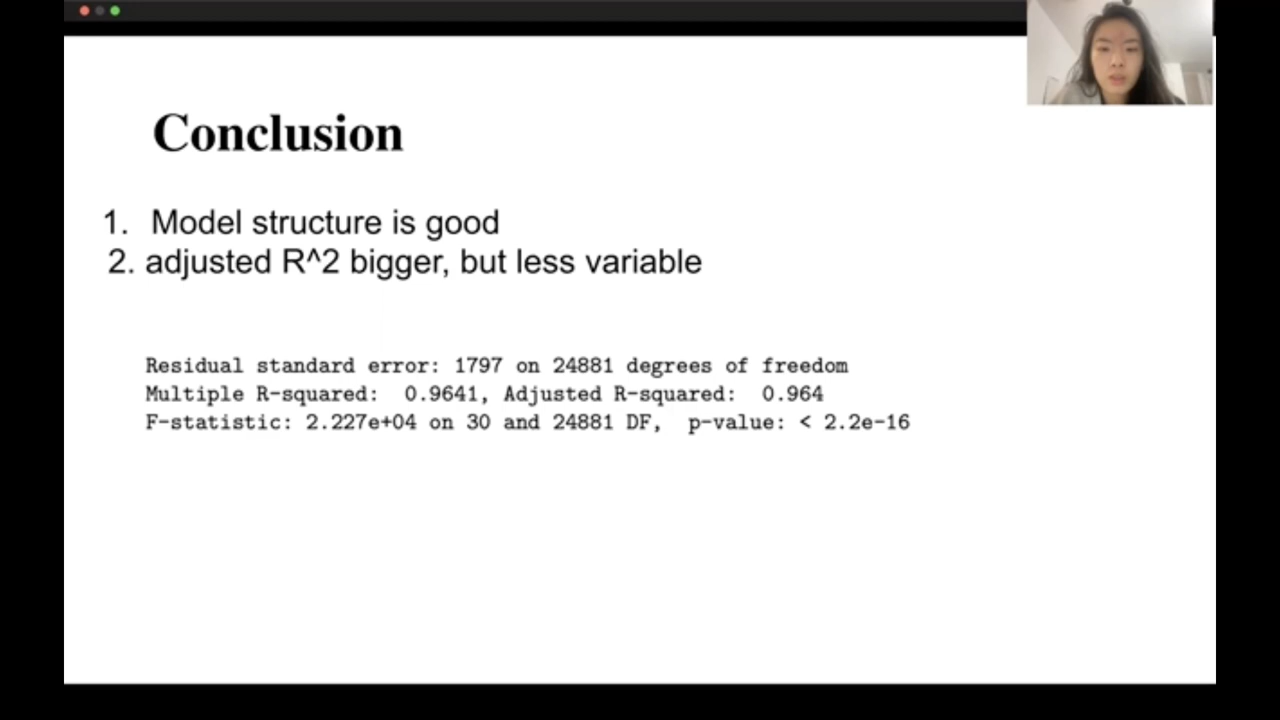 Conclusion
1. Model structure is good
2. adjusted R^2 bigger, but less variable
Residual standard error: 1797 on 24881 degrees of freedom
Multiple R-squared: 0.9641, Adjusted R-squared: 0.964
F-statistic: 2.227e+04 on 30 and 24881 DF, p-value: < 2.2e-16